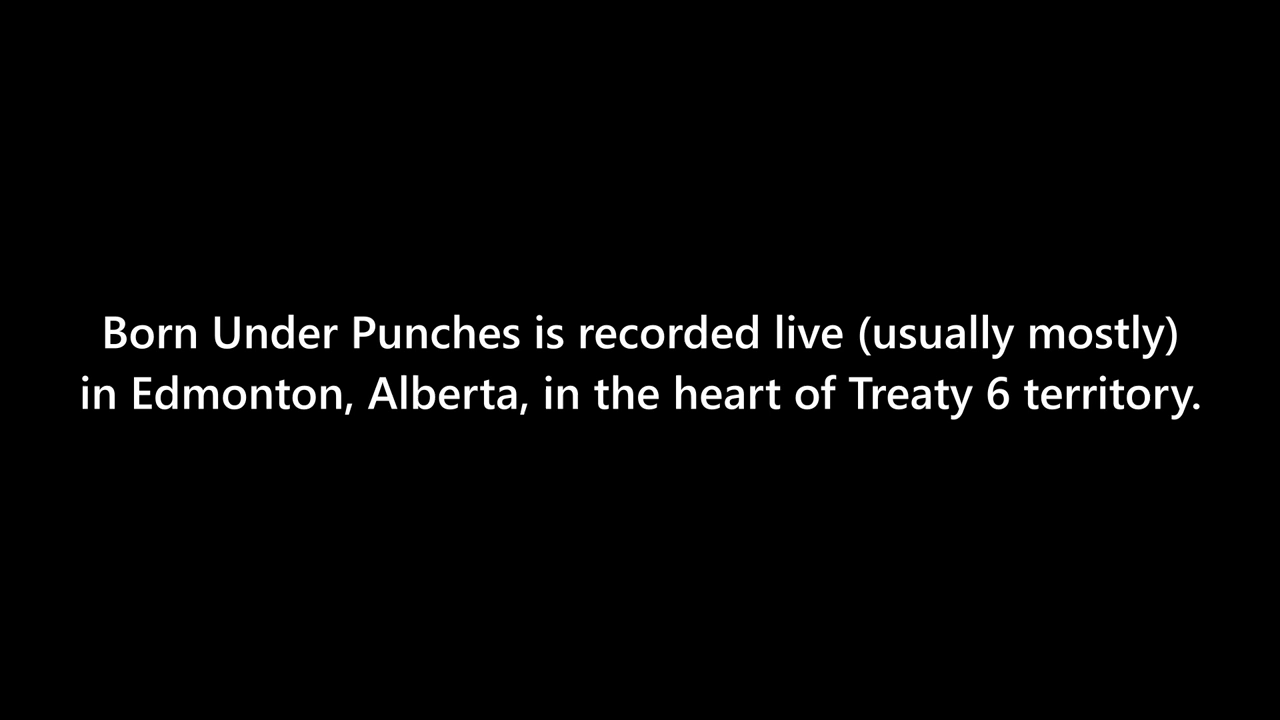 Born Under Punches is recorded live (usually mostly)
in Edmonton, Alberta, in the heart of Treaty 6 territory.